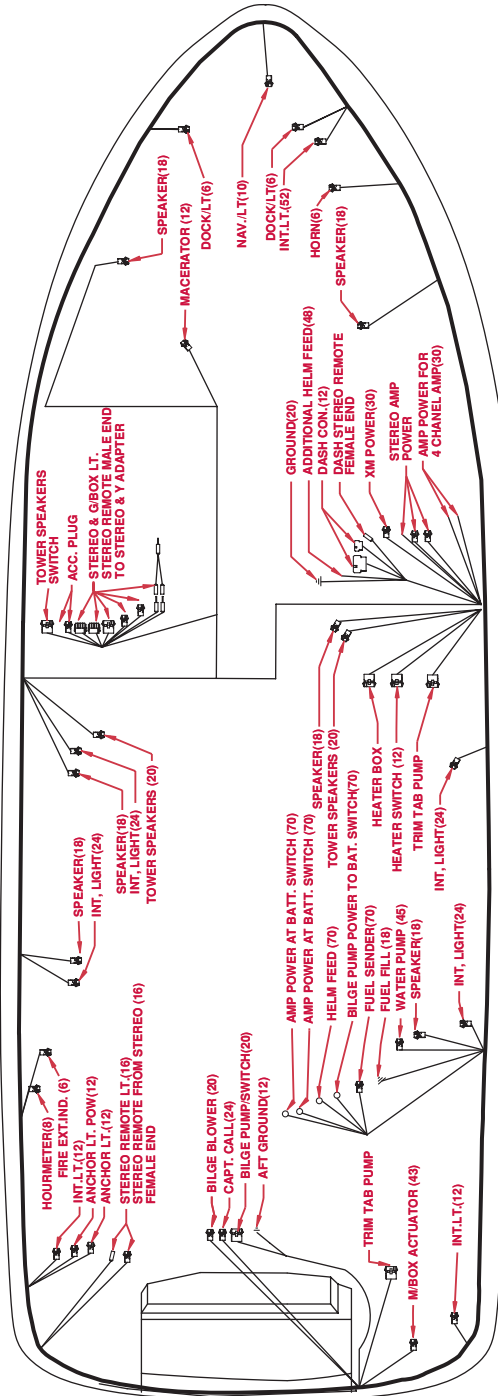 SPEAKER(18)
MACERATOR (12)
DOCK/LT(6)
NAV./LT(10)
DOCK/LT(6)
INT.LT.(52)
HORN(6)
SPEAKER(18)
TOWER SPEAKERS
SWITCH
ACC. PLUG
STEREO & G/BOX LT.
STEREO REMOTE MALE END
TO STEREO & Y ADAPTER
GROUND(20)
ADDITIONAL HELM FEED(48)
DASH CON.(12)
DASH STEREO REMOTE
FEMALE END
XM POWER(30)
STEREO AMP
POWER
AMP POWER FOR
4 CHANEL AMP(30)
SPEAKER(18)
INT, LIGHT(24)
SPEAKER(18)
INT, LIGHT(24)
TOWER SPEAKERS (20)
SPEAKER(18)
TOWER SPEAKERS (20)
HEATER BOX
HEATER SWITCH (12)
TRIM TAB PUMP
INT, LIGHT(24)
AMP POWER AT BATT. SWITCH (70)
AMP POWER AT BATT. SWITCH (70)
HELM FEED (70)
BILGE PUMP POWER TO BAT. SWITCH(70)
FUEL SENDER(70)
FUEL FILL (18)
WATER PUMP (45)
SPEAKER(18)
INT, LIGHT(24)
HOURMETER(8)
FIRE EXT.IND. (6)
INT.LT.(12)
ANCHOR LT. POW(12)
ANCHOR LT.(12)
STEREO REMOTE LT.(16)
STEREO REMOTE FROM STEREO (16)
FEMALE END
BILGE BLOWER (20)
CAPT. CALL(24)
BILGE PUMP/SWITCH(20)
AFT GROUND(12)
TRIM TAB PUMP
M/BOX ACTUATOR (43)
INT.LT.(12)